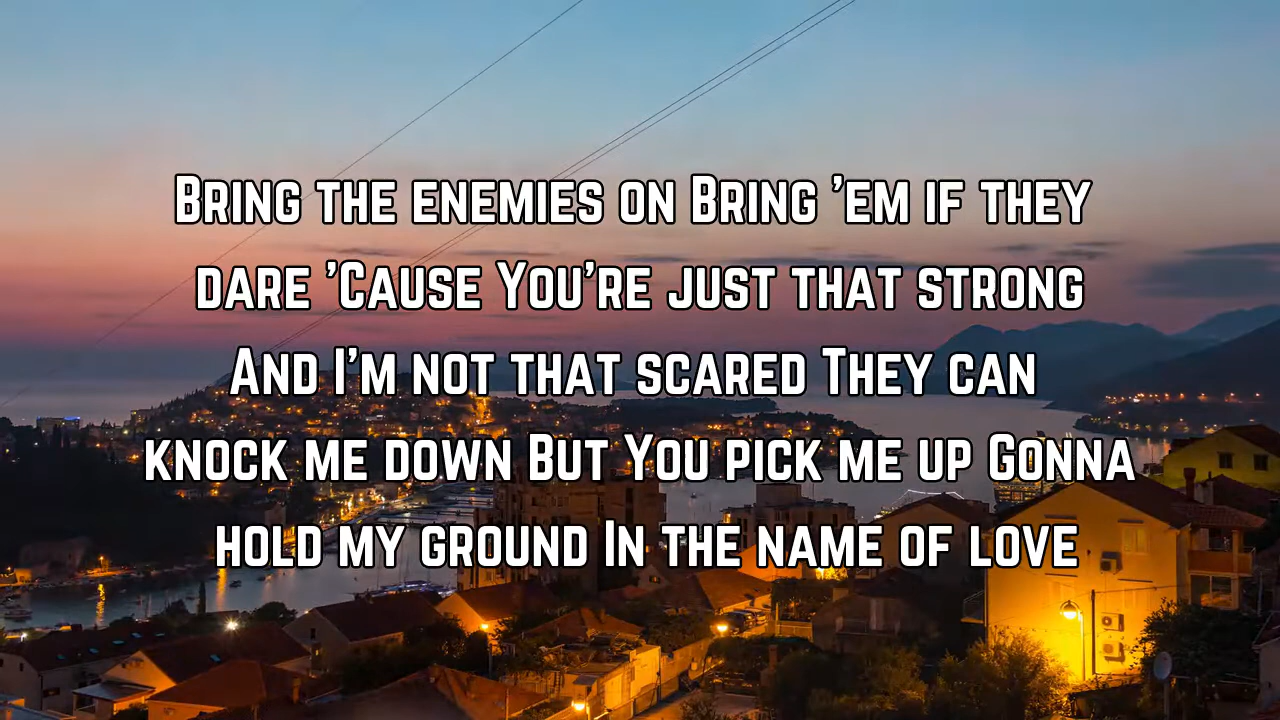 Bring the enemies on Bring 'em if they
dare 'Cause You're just that strong
And I'm not that scared They can
knock me down But You pick me up Gonna
hold my ground In the name of love